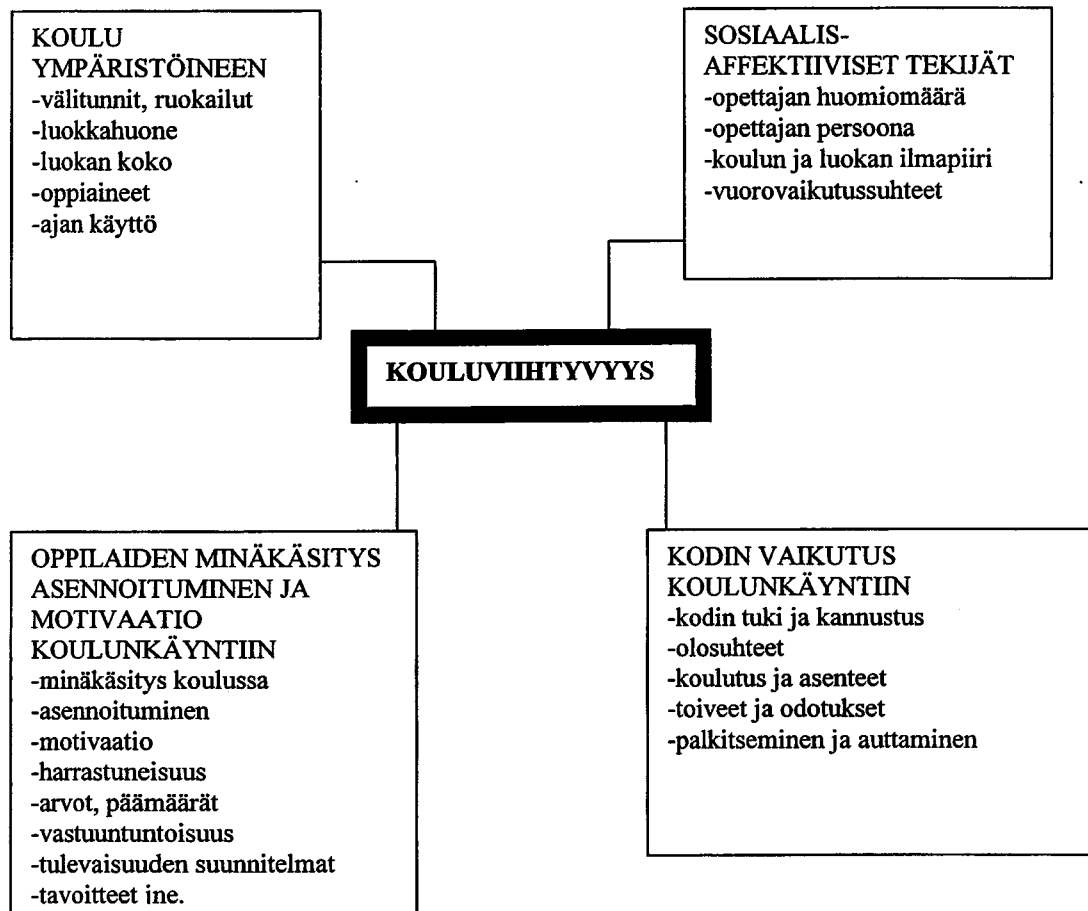 KOULU
YMPÄRISTÖINEEN
-välitunnit, ruokailut
-luokkahuone
-luokan koko
-oppiaineet
-ajan käyttö
SOSIAALIS-
AFFEKTIIVISET TEKIJÄT
-opettajan huomiomäärä
-opettajan persoona
-koulun ja luokan ilmapiiri
-vuorovaikutussuhteet
KOULUVIIHTYVYYS
OPPILAIDEN MINÄKÄSITYS
ASENNOITUMINEN JA
MOTIVAATIO
KOULUNKÄYNTIIN
-minäkäsitys koulussa
-asennoituminen
-motivaatio
-harrastuneisuus
-arvot, päämäärät
-vastuuntuntoisuus
-tulevaisuuden suunnitelmat
-tavoitteet jne.
KODIN VAIKUTUS
KOULUNKÄYNTIIN
-kodin tuki ja kannustus
-olosuhteet
-koulutus ja asenteet
-toiveet ja odotukset
-palkitseminen ja auttaminen